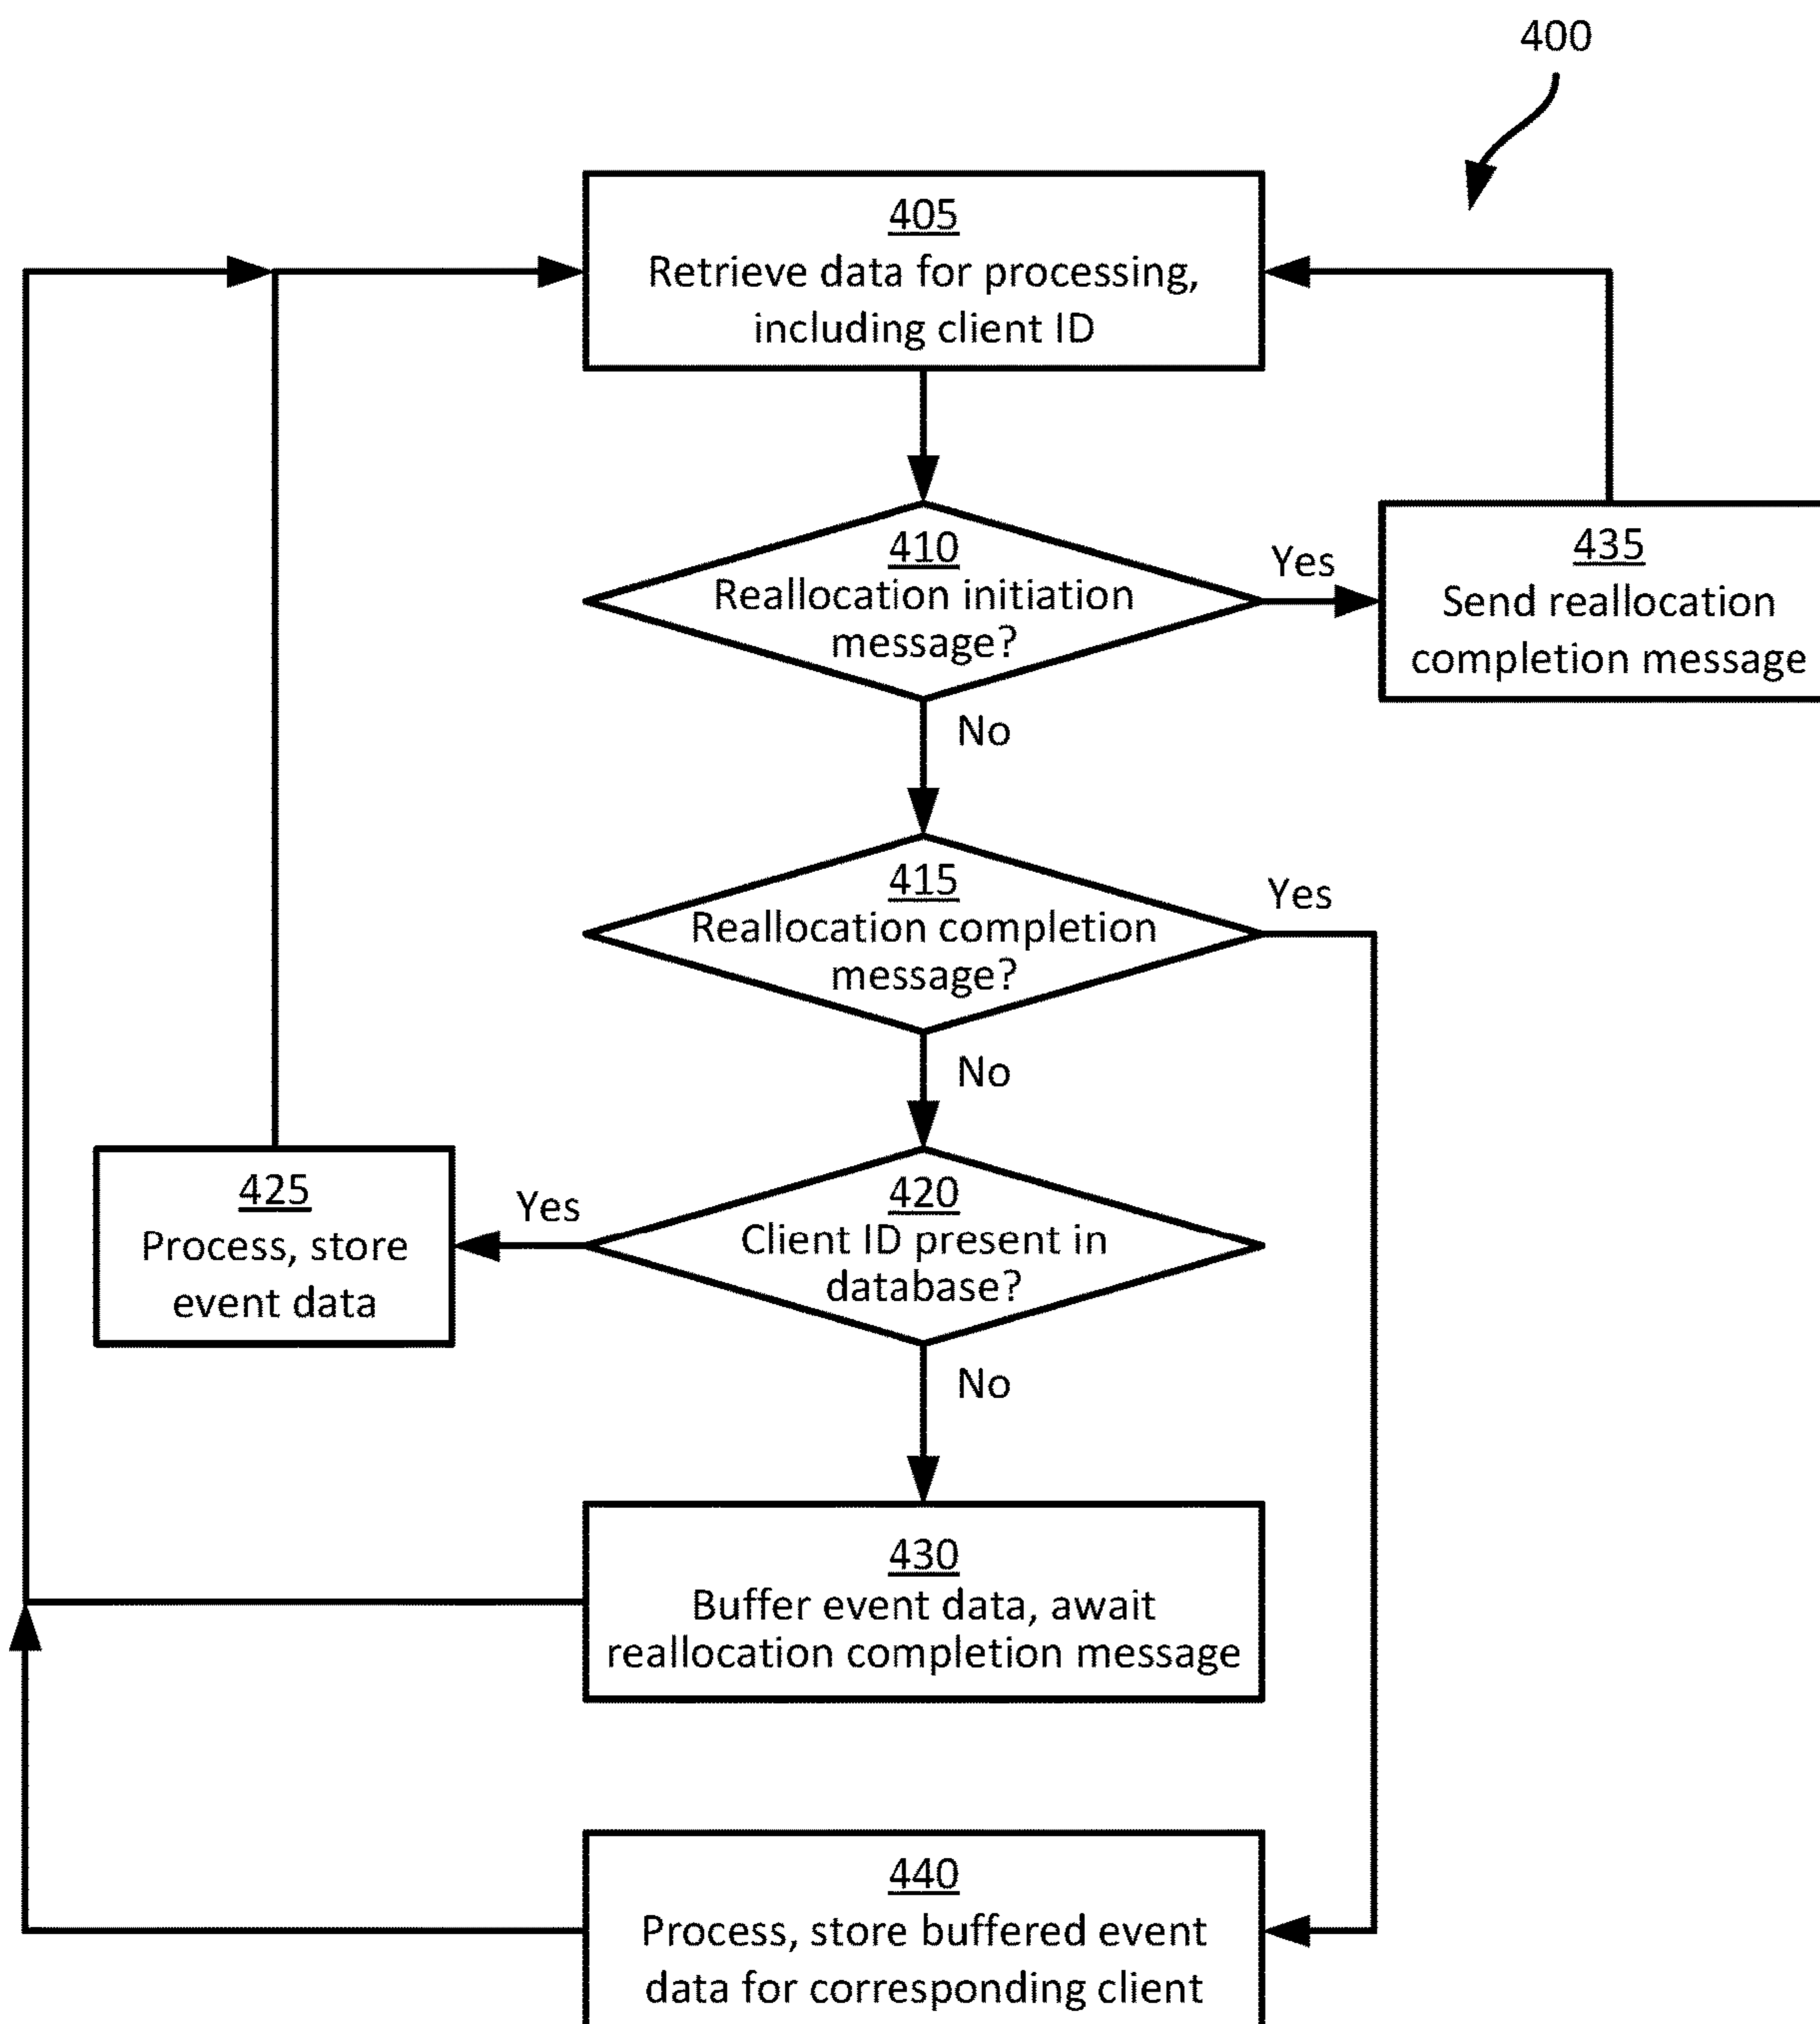 400
405
Retrieve data for processing,
including client ID
410
Reallocation initiation
message?
Yes
435
Send reallocation
completion message
No
415
Reallocation completion
message?
Yes
No
420
Client ID present in
database?
Yes
425
Process, store
event data
No
430
Buffer event data, await
reallocation completion message
440
Process, store buffered event
data for corresponding client